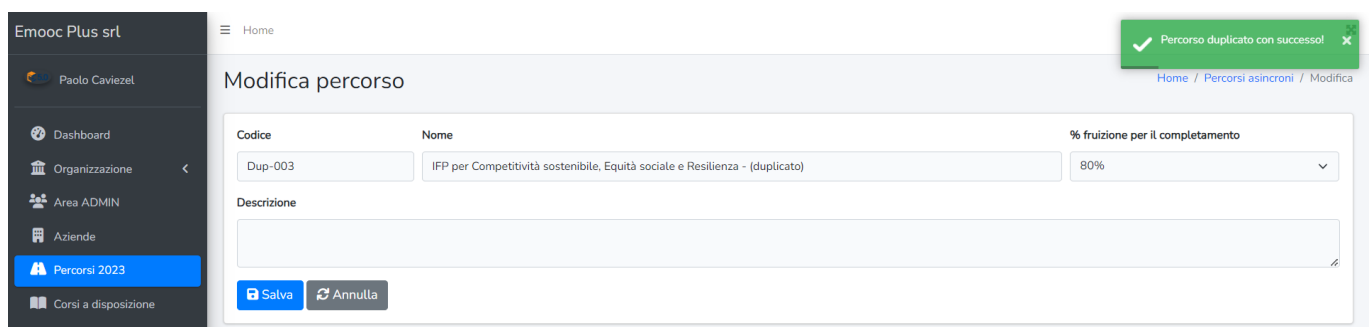 Emooc Plus srl
Home
Percorso duplicato con successo!
Paolo Caviezel
Modifica percorso
Home / Percorsi asincroni / Modifica
Dashboard
Organizzazione
Area ADMIN
Aziende
Percorsi 2023
Corsi a disposizione
Codice
Nome
% fruizione per il completamento
Dup-003
IFP per Competitività sostenibile, Equità sociale e Resilienza - (duplicato)
80%
Descrizione
Salva
Annulla